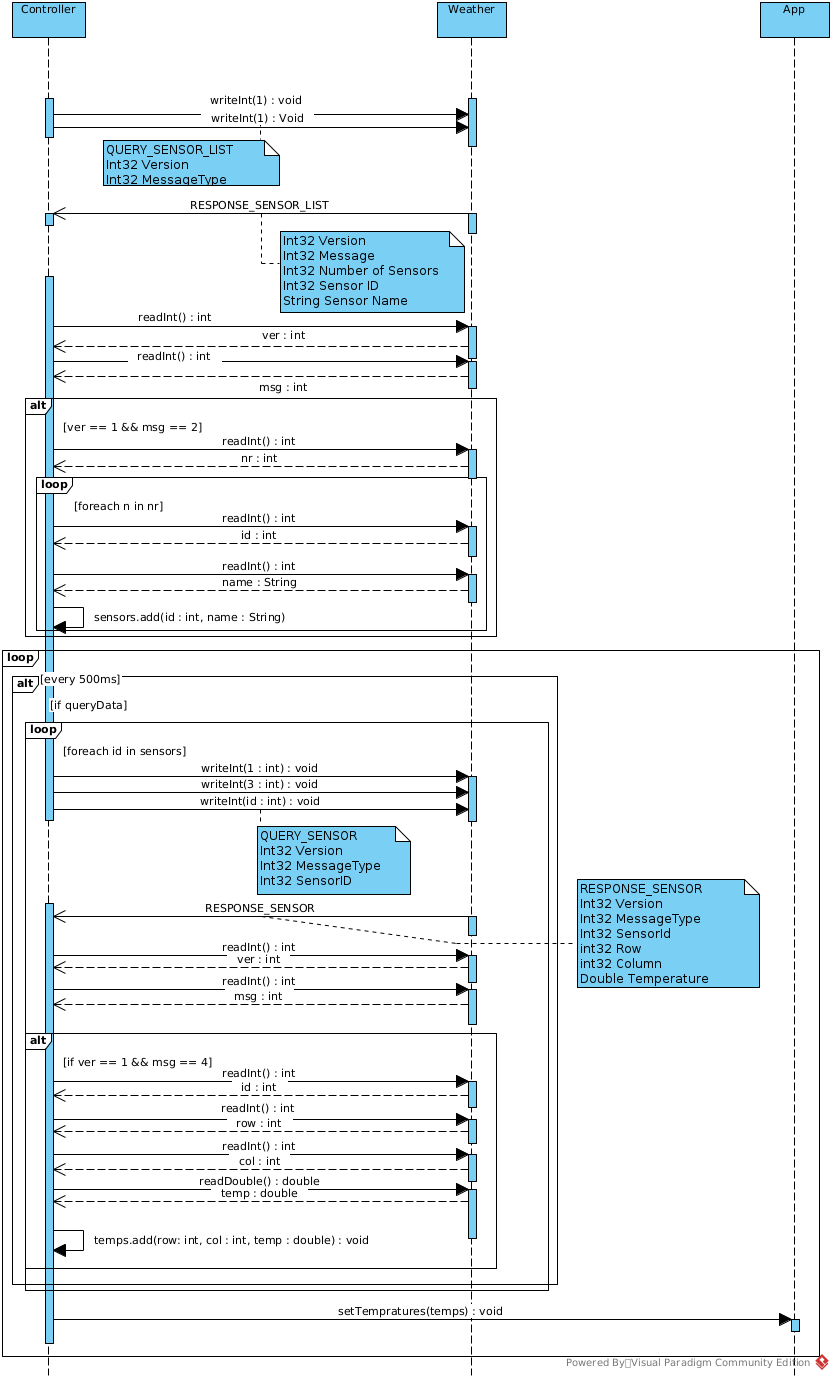 Controller
Weather
App
writeInt(1) : void
writeInt(1) : Void
QUERY_SENSOR_LIST
Int32 Version
Int32 MessageType
RESPONSE_SENSOR_LIST
Int32 Version
Int32 Message
Int32 Number of Sensors
Int32 Sensor ID
String Sensor Name
readInt() : int
ver : int
readInt() : int
msg : int
alt
[ver == 1 && msg == 2]
readInt() : int
nr : int
loop
[foreach n in nr]
readInt() : int
id : int
readInt() : int
name : String
sensors.add(id : int, name : String)
loop
[every 500ms]
alt
[if queryData]
loop
[foreach id in sensors]
writeInt(1 : int) : void
writeInt(3 : int) : void
writeInt(id : int) : void
QUERY_SENSOR
Int32 Version
Int32 MessageType
Int32 SensorID
RESPONSE_SENSOR
Int32 Version
Int32 MessageType
Int32 SensorId
int32 Row
int32 Column
Double Temperature
RESPONSE_SENSOR
readInt() : int
ver : int
readInt() : int
msg : int
alt
[if ver == 1 && msg == 4]
readInt() : int
id : int
readInt() : int
row : int
readInt() : int
col : int
readDouble() : double
temp : double
temps.add(row: int, col : int, temp : double) : void
setTempratures(temps) : void
Powered By Visual Paradigm Community Edition